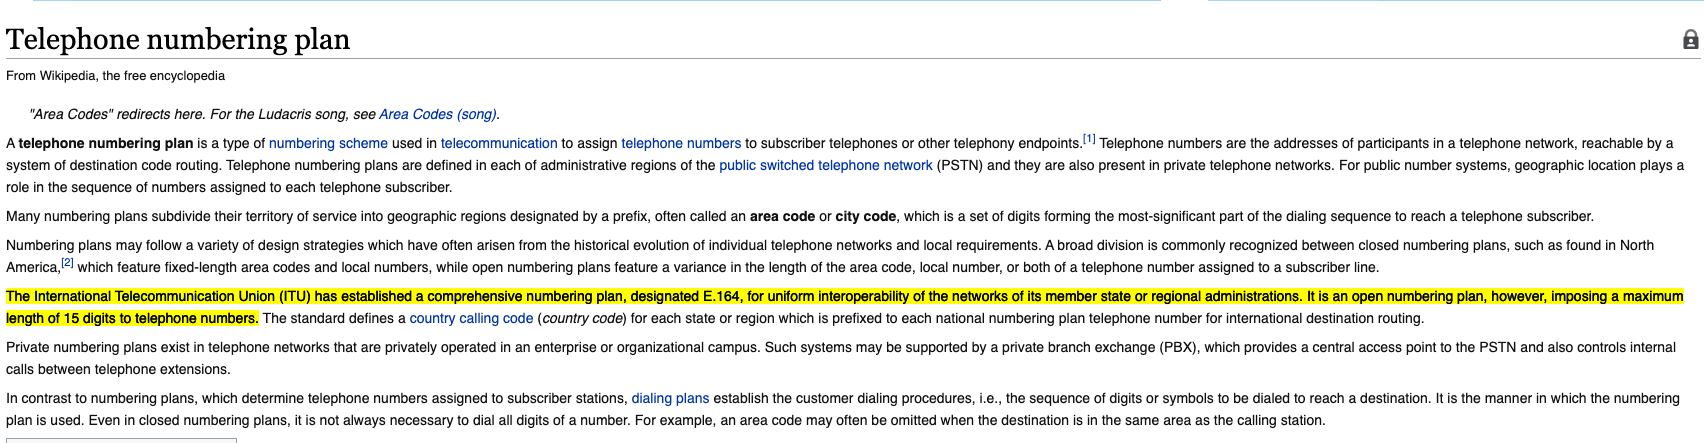 Telephone numbering plan
From Wikipedia, the free encyclopedia
"Area Codes" redirects here. For the Ludacris song, see Area Codes (song).
A telephone numbering plan is a type of numbering scheme used in telecommunication to assign telephone numbers to subscriber telephones or other telephony endpoints.[1] Telephone numbers are the addresses of participants in a telephone network, reachable by a
system of destination code routing. Telephone numbering plans are defined in each of administrative regions of the public switched telephone network (PSTN) and they are also present in private telephone networks. For public number systems, geographic location plays a
role in the sequence of numbers assigned to each telephone subscriber.
Many numbering plans subdivide their territory of service into geographic regions designated by a prefix, often called an area code or city code, which is a set of digits forming the most-significant part of the dialing sequence to reach a telephone subscriber.
Numbering plans may follow a variety of design strategies which have often arisen from the historical evolution of individual telephone networks and local requirements. A broad division is commonly recognized between closed numbering plans, such as found in North
America,[2] which feature fixed-length area codes and local numbers, while open numbering plans feature a variance in the length of the area code, local number, or both of a telephone number assigned to a subscriber line.
The International Telecommunication Union (ITU) has established a comprehensive numbering plan, designated E.164, for uniform interoperability of the networks of its member state or regional administrations. It is an open numbering plan, however, imposing a maximum
length of 15 digits to telephone numbers. The standard defines a country calling code (country code) for each state or region which is prefixed to each national numbering plan telephone number for international destination routing.
Private numbering plans exist in telephone networks that are privately operated in an enterprise or organizational campus. Such systems may be supported by a private branch exchange (PBX), which provides a central access point to the PSTN and also controls internal
calls between telephone extensions.
In contrast to numbering plans, which determine telephone numbers assigned to subscriber stations, dialing plans establish the customer dialing procedures, i.e., the sequence of digits or symbols to be dialed to reach a destination. It is the manner in which the numbering
plan is used. Even in closed numbering plans, it is not always necessary to dial all digits of a number. For example, an area code may often be omitted when the destination is in the same area as the calling station.